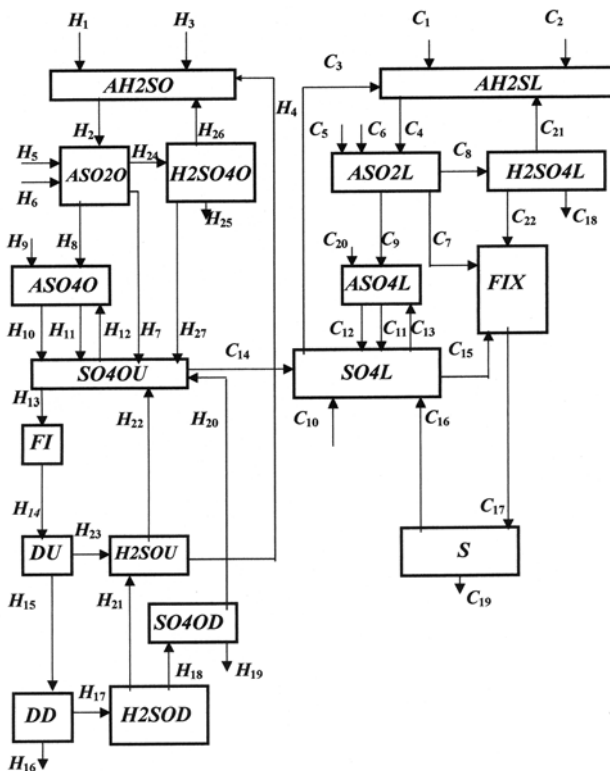 H1 H3 C1 C2
C3
AH2SO AH2SL
H4
H2 H26 C5 C6 C4 C21
H5 H24 C8
ASO2O H2SO4O ASO2L H2SO4L
H6
H25 C18
H9 H8 C20 C9 C7 C22
ASO4O ASO4L FIX
H10 H11 H12 H7 H27 C12 C11 C13
C14 C15
SO4OU SO4L
H13 H22 H20 C10 C16
FI
H14 C17
H23
DU H2SOU S
H15 H21 C19
SO4OD
H18 H19
H17
DD H2SOD
H16